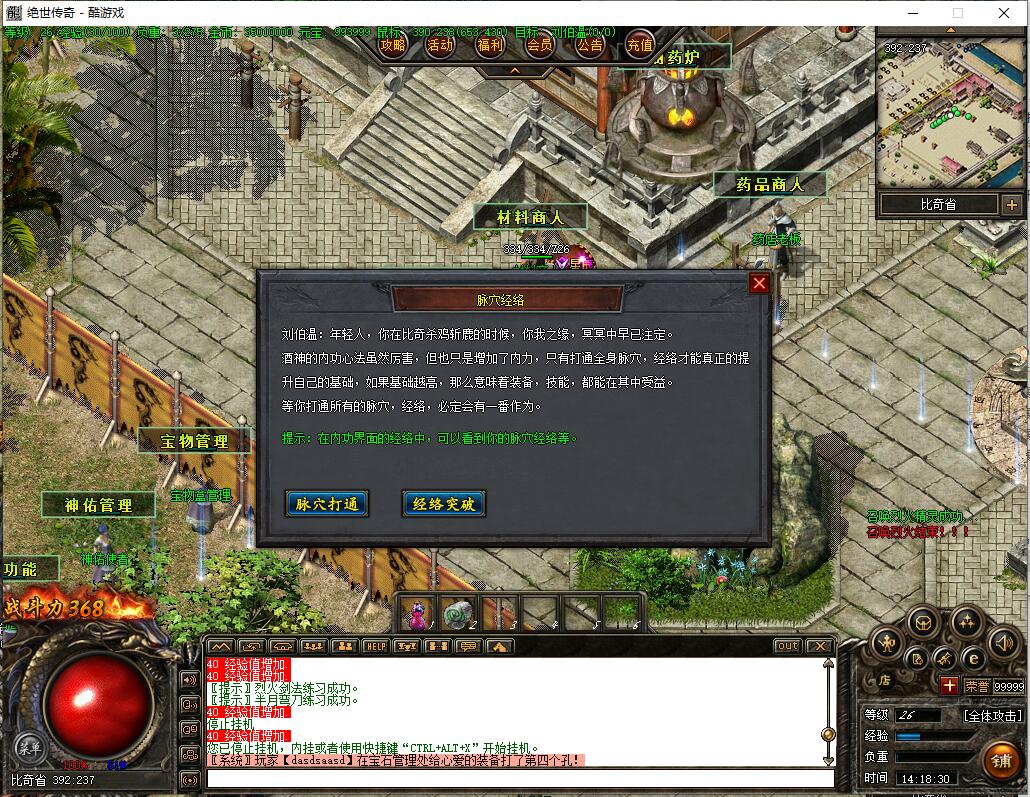 绝世传奇 - 酷游戏
攻略 活动 福利 会员 公告 充值
392:237
药品商人
比奇省
材料商人
334/334/Z26
药店老板
脉穴经络
刘伯温：年轻人，你在比奇杀鸡斩鹿的时候，你我之缘，冥冥中早已注定。
酒神的内功心法虽然厉害，但也只是增加了内力，只有打通全身脉穴，经络才能真正的提
升自己的基础，如果基础越高，那么意味着装备，技能，都能在其中受益。
等你打通所有的脉穴，经络，必定会有一番作为。
提示：在内功界面的经络中，可以看到你的脉穴经络等。
脉穴打通 经络突破
宝物管理
宝物盒管理
神佑管理
神佑使者
功能
召唤烈火精灵成功...
召唤烈火结束！！！
战斗力368
1 2 3 4 5 6
HELP
OUT
40 经验值增加.
40 经验值增加.
〖提示〗烈火剑法练习成功。
〖提示〗半月弯刀练习成功。
40 经验值增加.
停止挂机
40 经验值增加.
您已停止挂机，内挂或者使用快捷键“CTRL+ALT+X”开始挂机。
〖系统〗玩家【dasdsaasd】在宝石管理处给心爱的装备打了第四个孔！
菜单
比奇省 392:237
店
荣誉 99999
等级 26 [全体攻击]
经验
负重
时间 14:18:30
铺